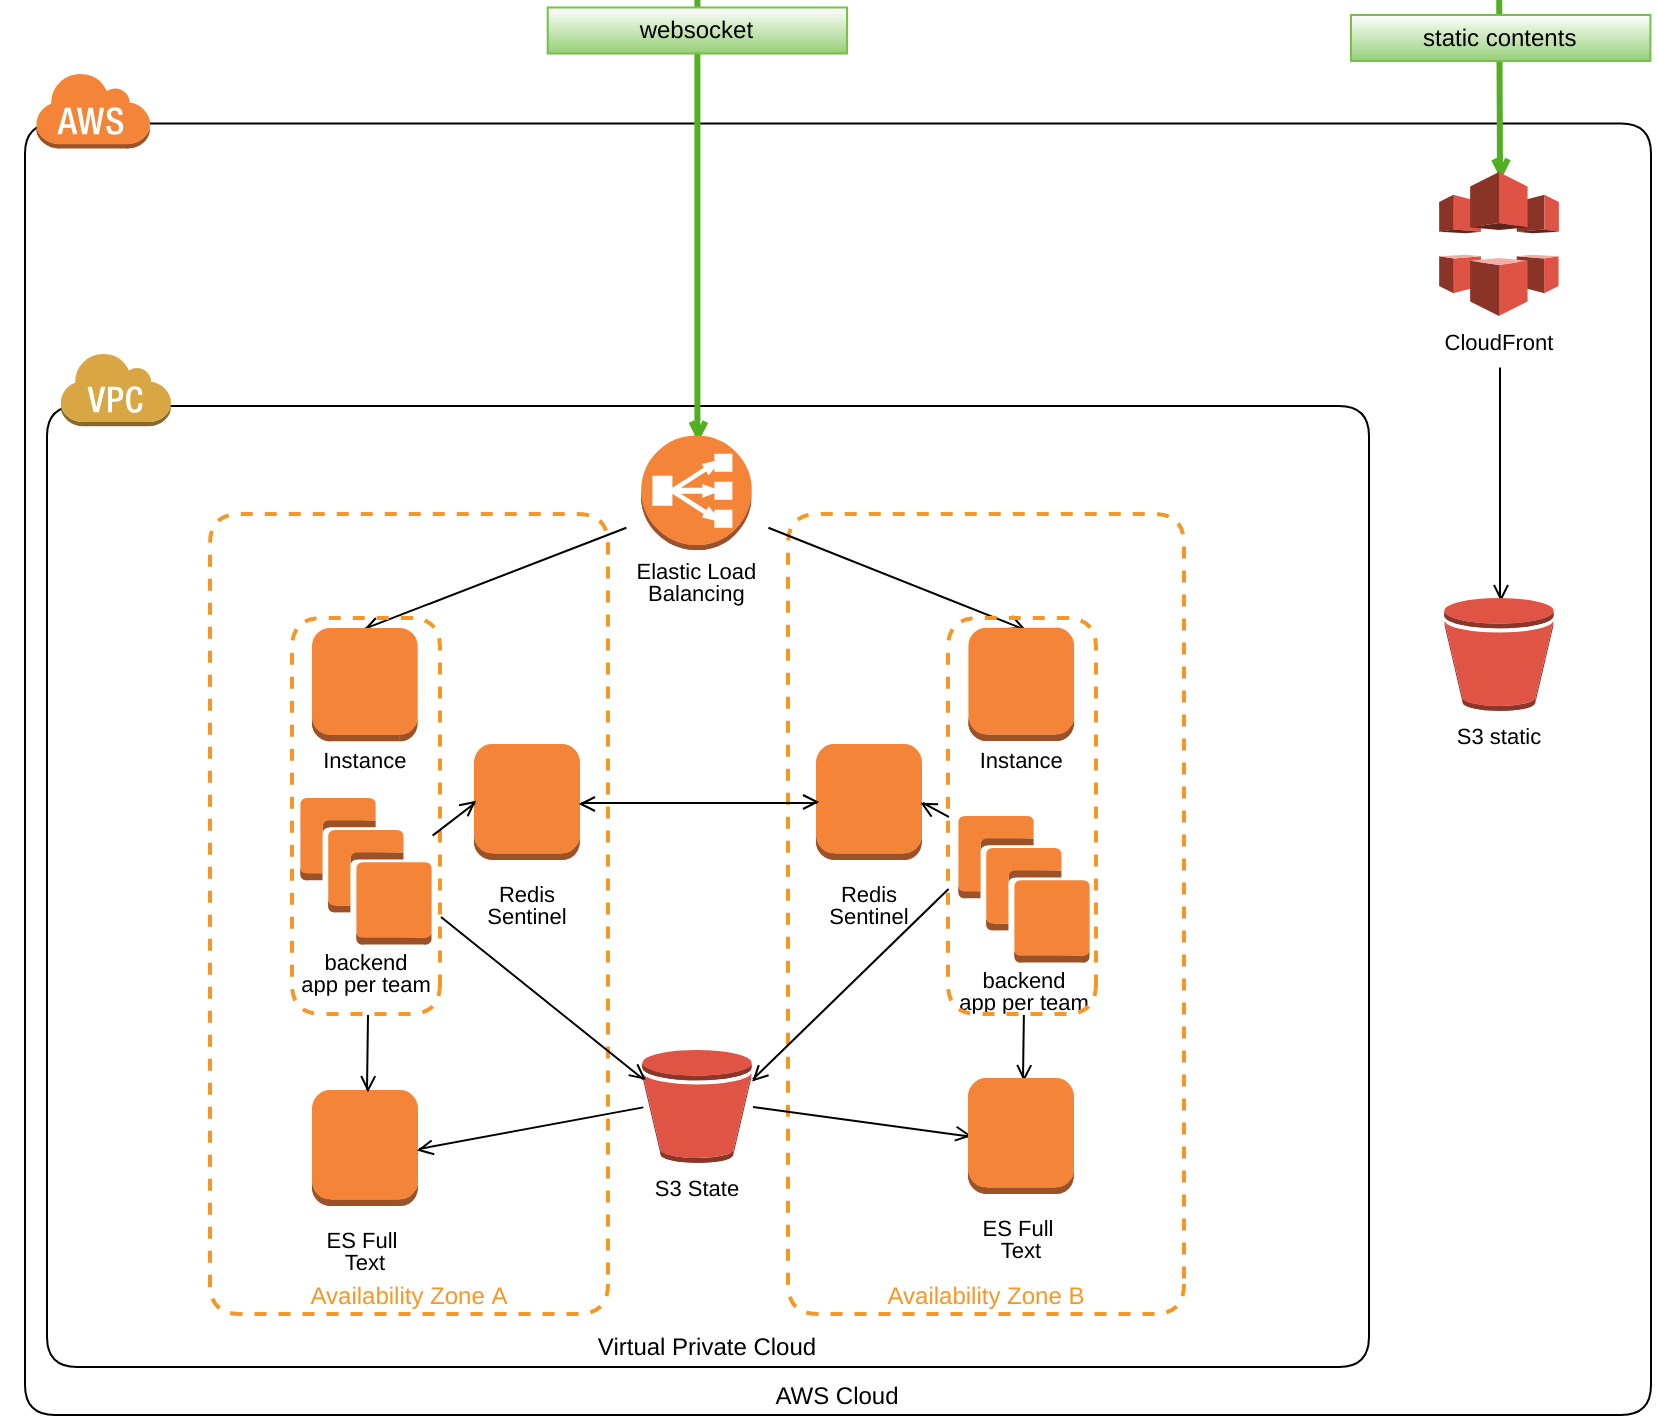 websocket
static contents
AWS
CloudFront
VPC
Elastic Load
Balancing
Instance
Instance
S3 static
Redis
Sentinel
Redis
Sentinel
backend
app per team
backend
app per team
S3 State
ES Full
Text
ES Full
Text
Availability Zone A
Availability Zone B
Virtual Private Cloud
AWS Cloud